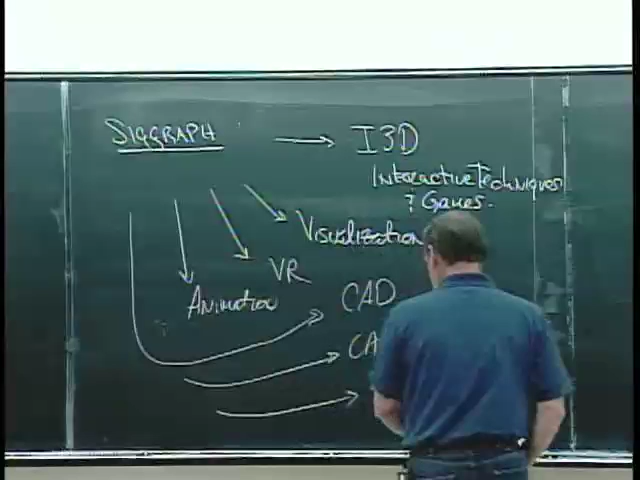 SIGGRAPH
I3D
Interactive Techniques
? Games.
Visualization
VR
Animation
CAD
CA